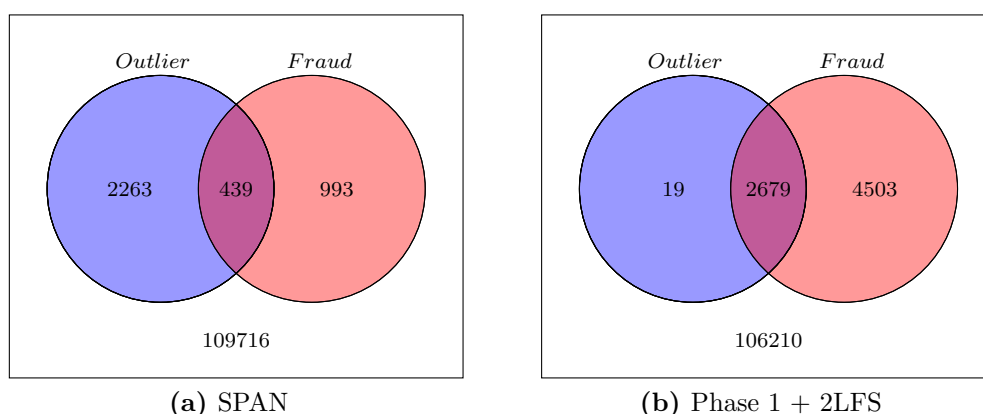 Outlier Fraud
2263 439 993
109716
(a) SPAN
Outlier Fraud
19 2679 4503
106210
(b) Phase 1 + 2LFS